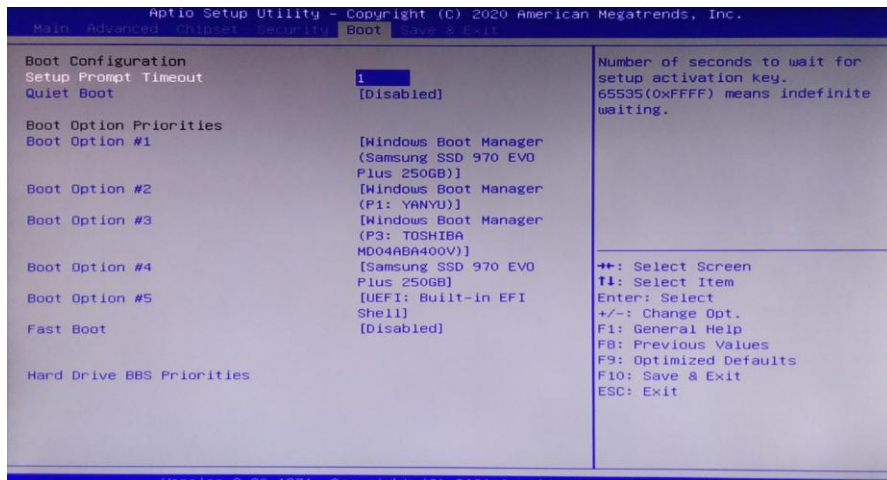 Aptio Setup Utility – Copyright (C) 2020 American Megatrends, Inc.
Main Advanced Chipset Security Boot Save & Exit
Boot Configuration
Setup Prompt Timeout 1
Quiet Boot [Disabled]
Boot Option Priorities
Boot Option #1 [Windows Boot Manager
(Samsung SSD 970 EVO
Plus 250GB)]
Boot Option #2 [Windows Boot Manager
(P1: YANYU)]
Boot Option #3 [Windows Boot Manager
(P3: TOSHIBA
MD04ABA400V)]
Boot Option #4 [Samsung SSD 970 EVO
Plus 250GB]
Boot Option #5 [UEFI: Built-in EFI
Shell]
Fast Boot [Disabled]
Hard Drive BBS Priorities
Number of seconds to wait for
setup activation key.
65535(0xFFFF) means indefinite
waiting.
→←: Select Screen
↑↓: Select Item
Enter: Select
+/-: Change Opt.
F1: General Help
F8: Previous Values
F9: Optimized Defaults
F10: Save & Exit
ESC: Exit